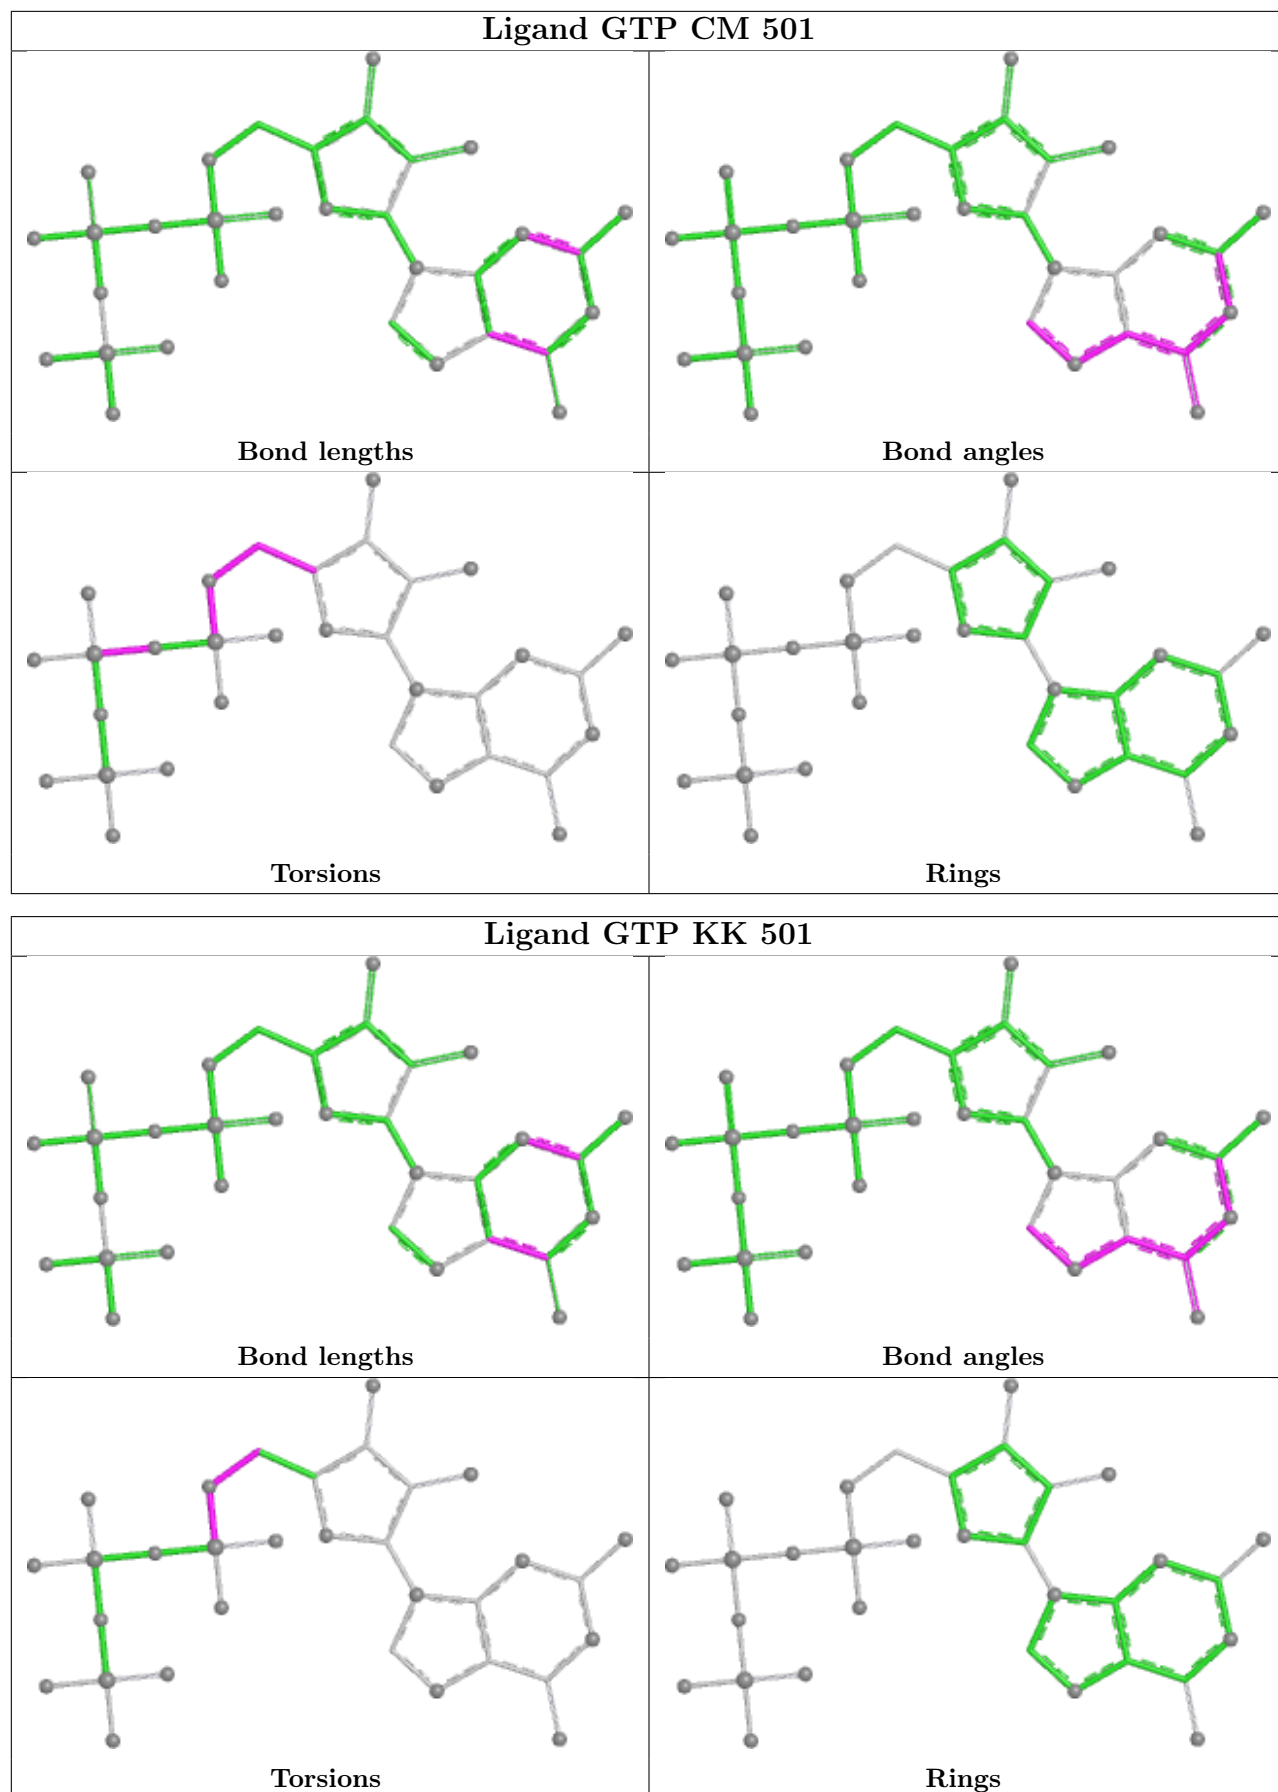 Ligand GTP CM 501
Bond lengths
Bond angles
Torsions
Rings
Ligand GTP KK 501
Bond lengths
Bond angles
Torsions
Rings